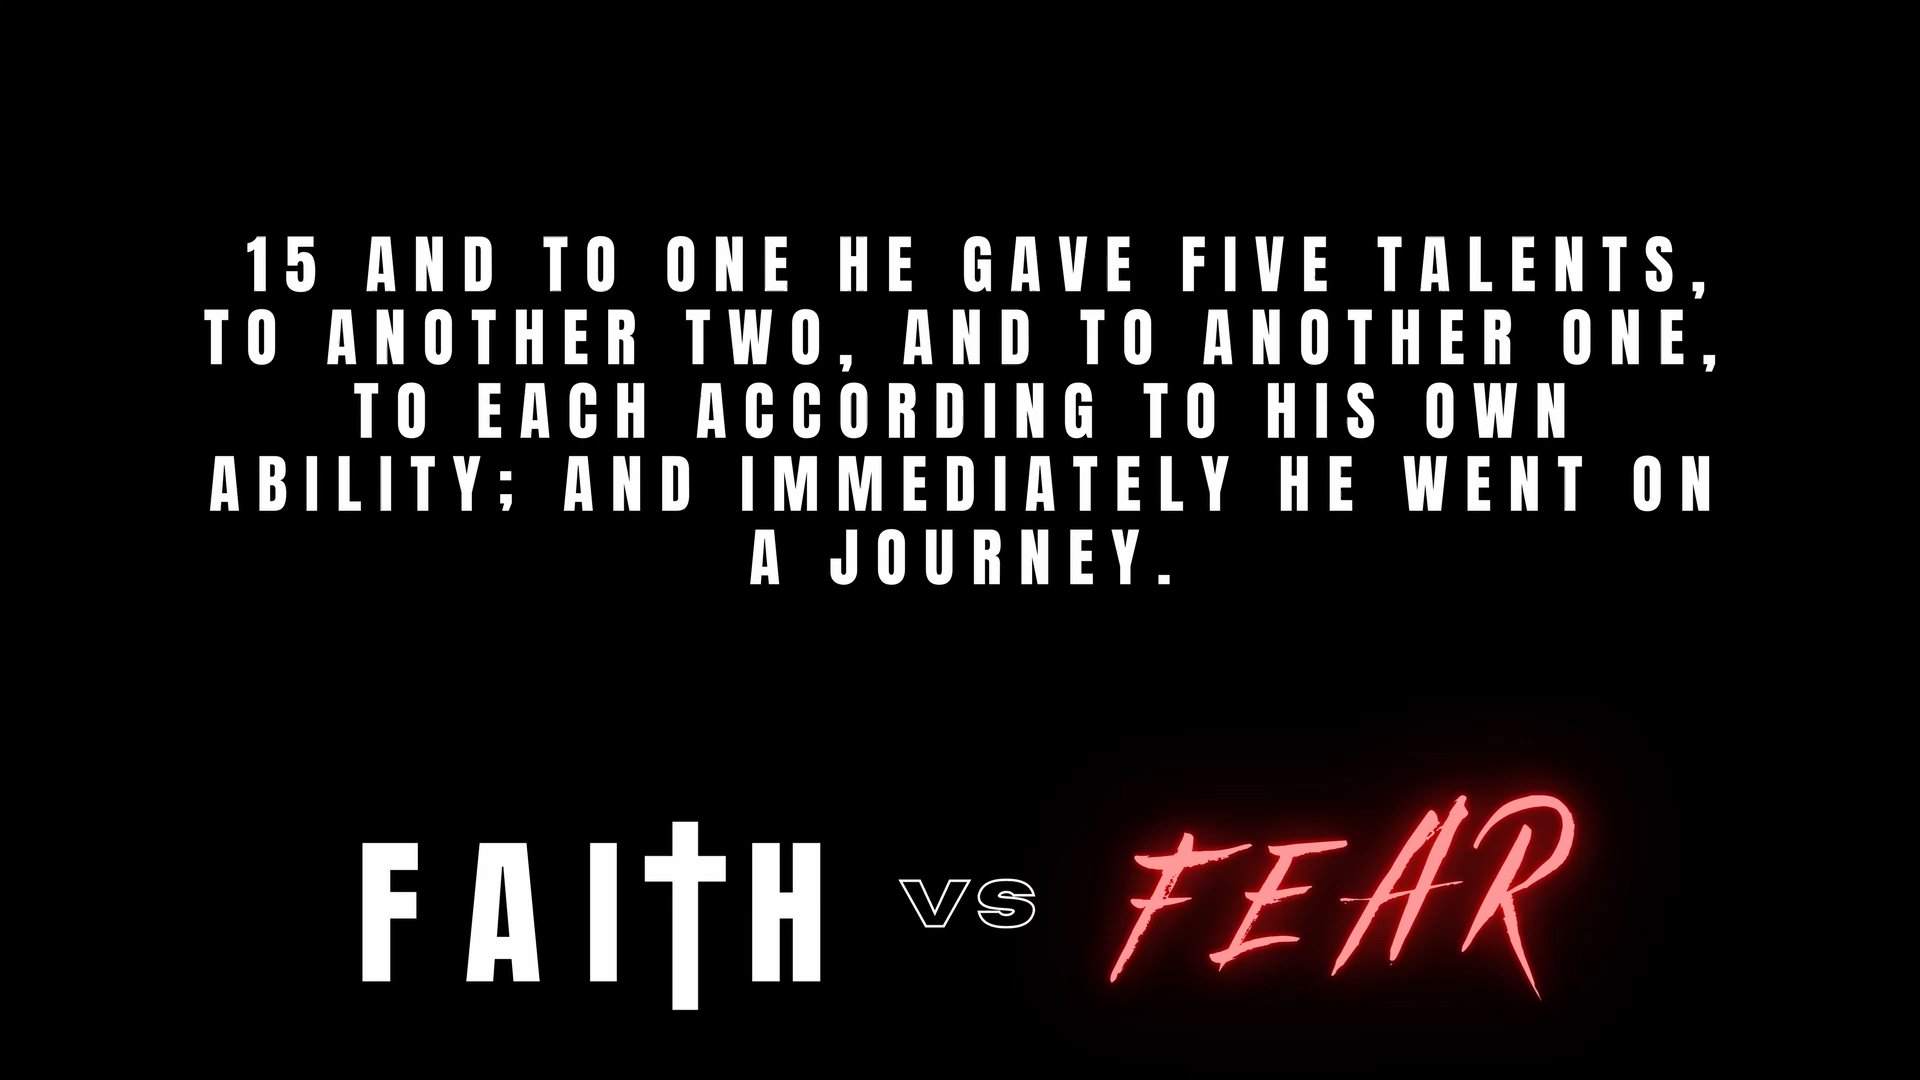 15 AND TO ONE HE GAVE FIVE TALENTS,
TO ANOTHER TWO, AND TO ANOTHER ONE,
TO EACH ACCORDING TO HIS OWN
ABILITY; AND IMMEDIATELY HE WENT ON
A JOURNEY.
FAITH VS FEAR